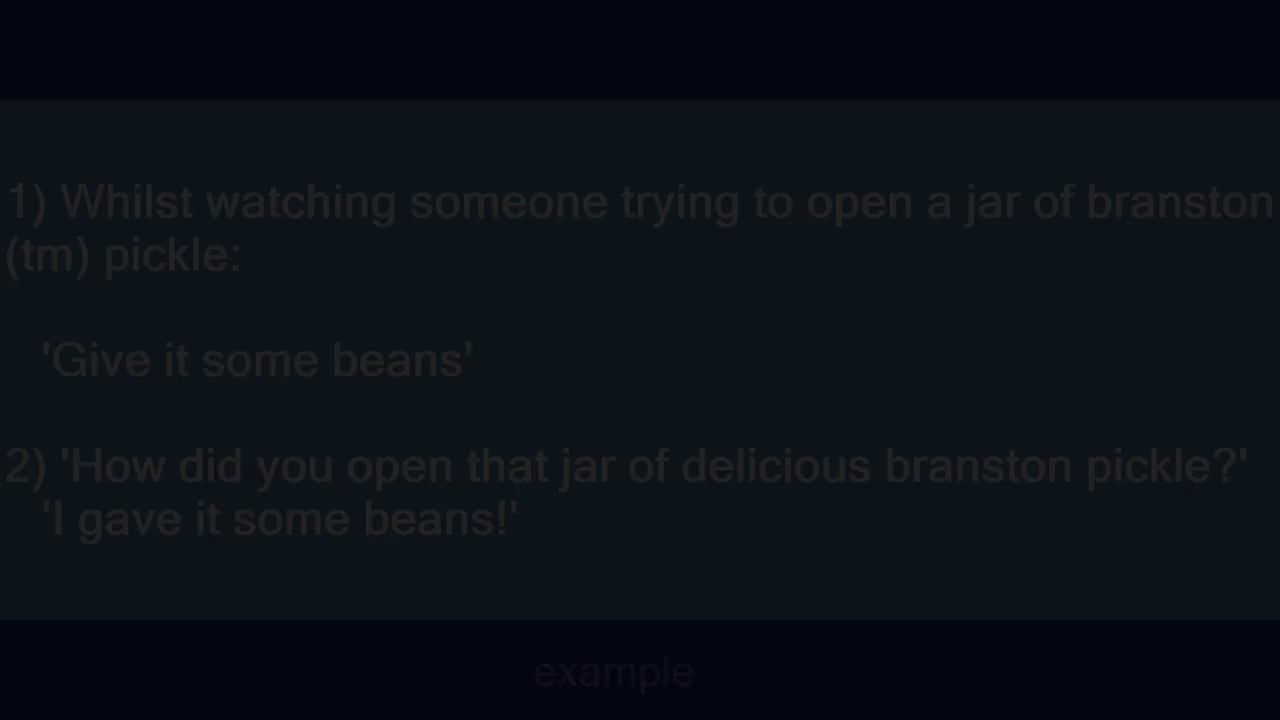 1) Whilst watching someone trying to open a jar of branston
(tm) pickle:
'Give it some beans'
2) 'How did you open that jar of delicious branston pickle?'
'I gave it some beans!'
example